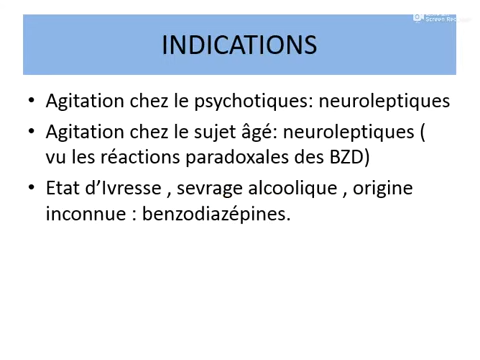 INDICATIONS
• Agitation chez le psychotiques: neuroleptiques
• Agitation chez le sujet âgé: neuroleptiques (
vu les réactions paradoxales des BZD)
• Etat d’Ivresse , sevrage alcoolique , origine
inconnue : benzodiazépines.